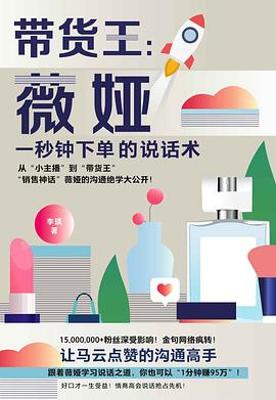 带货王：
薇娅
一秒钟下单的说话术
从“小主播”到“带货王”
“销售神话”薇娅的沟通绝学大公开！
李瑛
著
15,000,000+粉丝深受影响！金句网络疯转！
让马云点赞的沟通高手
跟着薇娅学习说话之道，你也可以“1分钟赚95万”！
好口才一生受益！情商高会说话抢占先机！